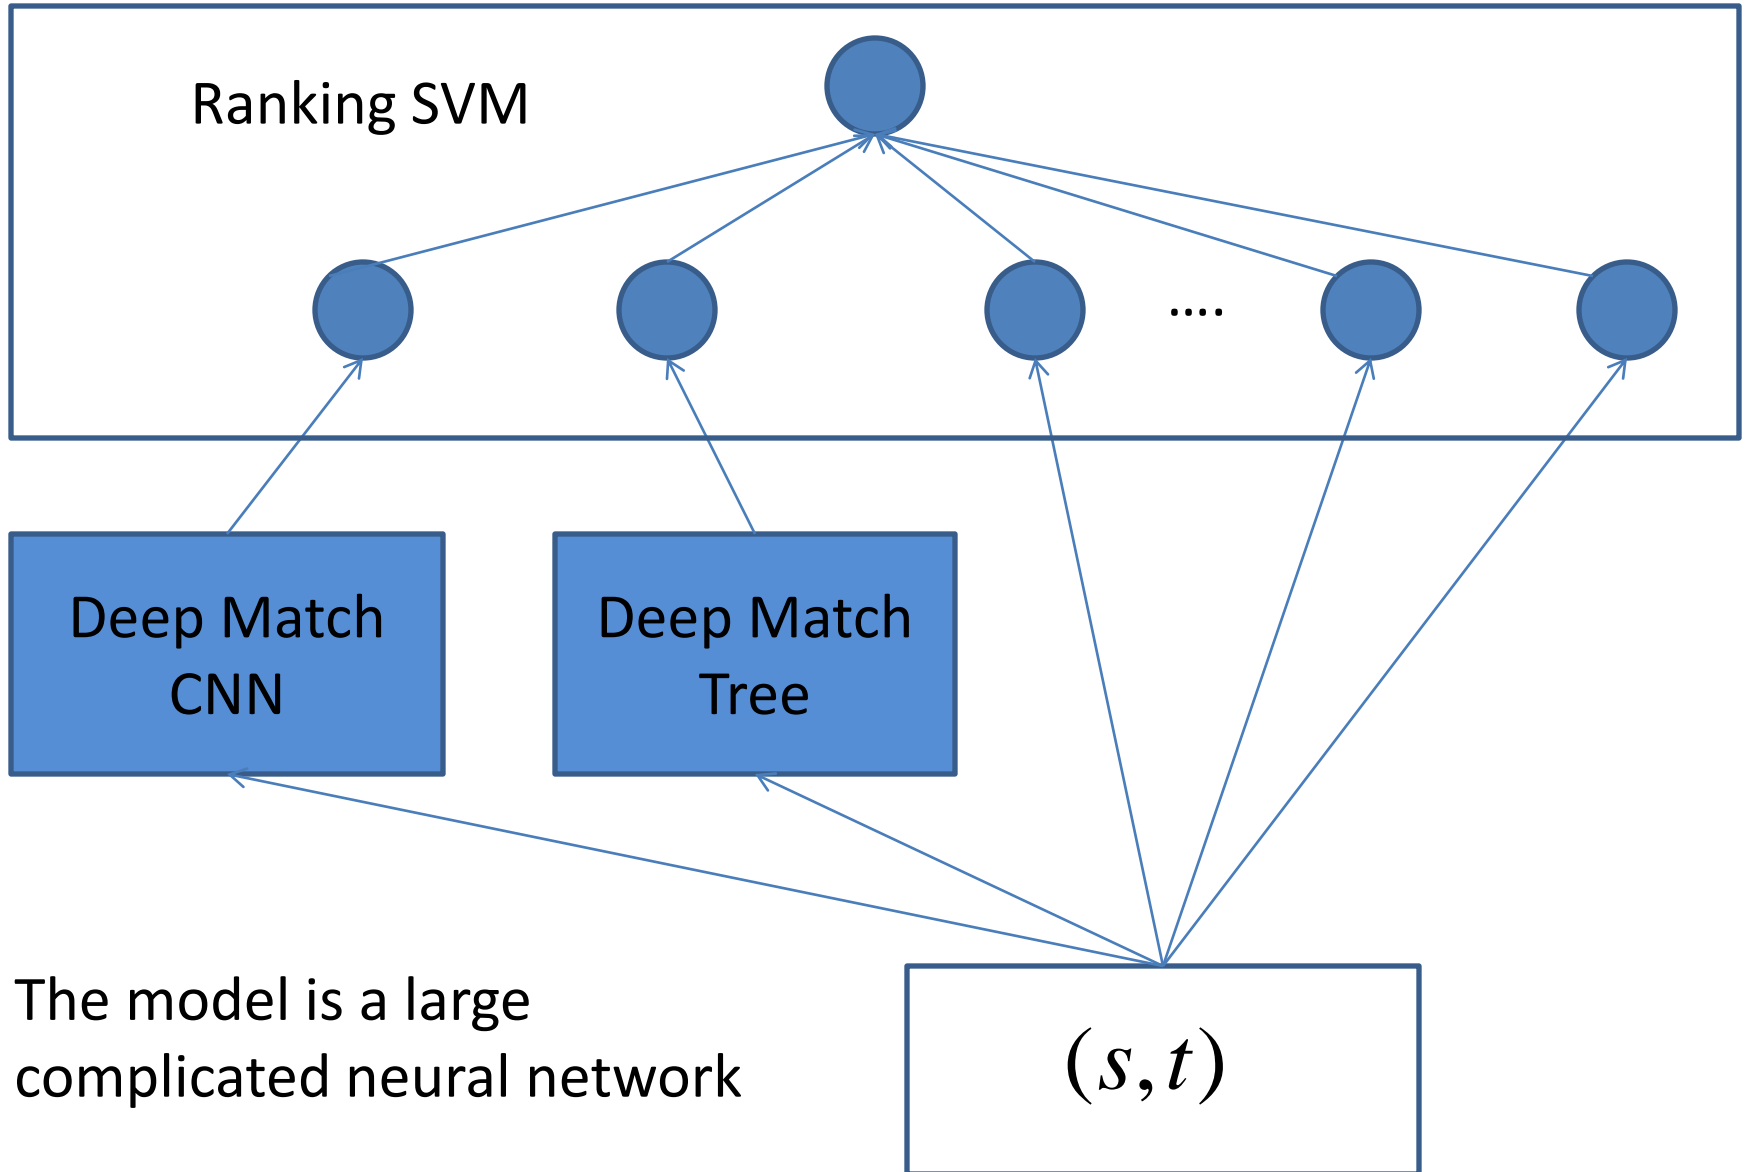 Ranking SVM
....
Deep Match
CNN
Deep Match
Tree
The model is a large
complicated neural network
(s,t)